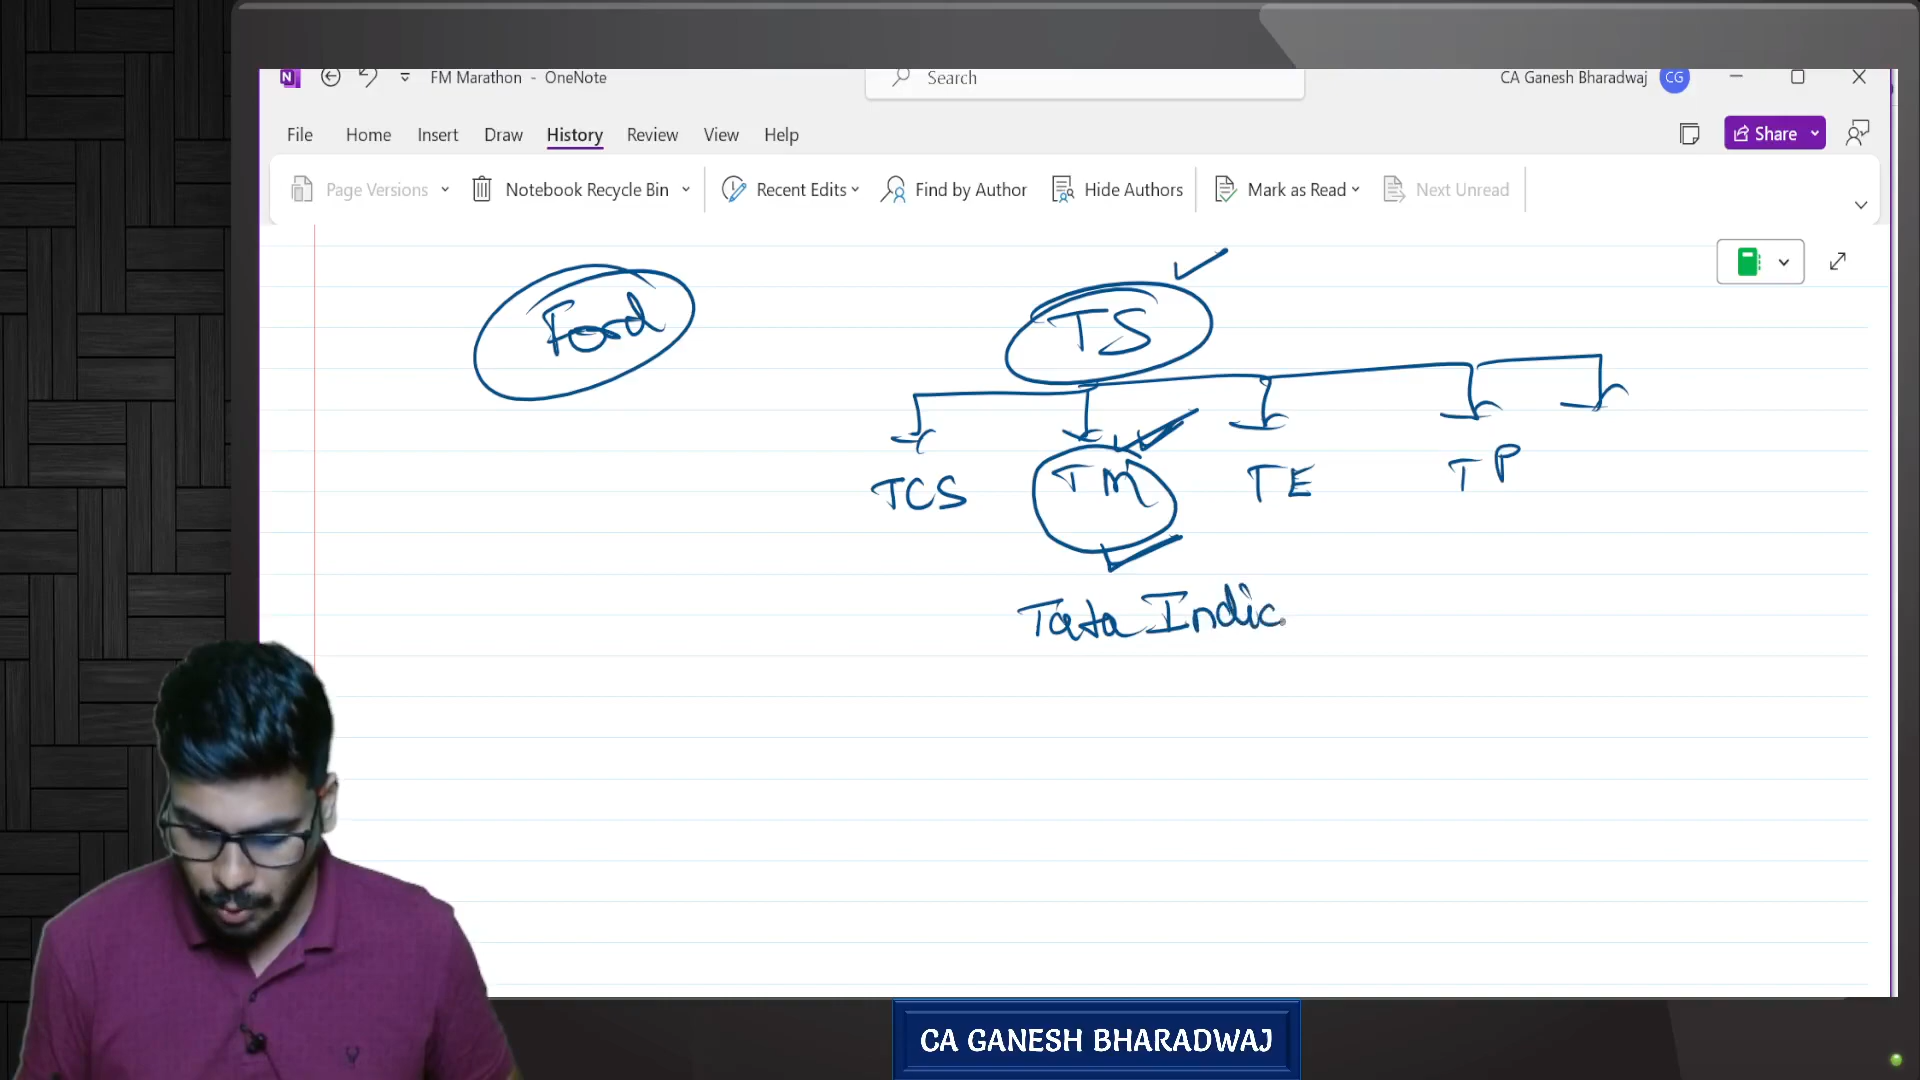 FM Marathon - OneNote
Search
CA Ganesh Bharadwaj CG
File Home Insert Draw History Review View Help
Share
Page Versions Notebook Recycle Bin Recent Edits Find by Author Hide Authors Mark as Read Next Unread
Ford TS
TCS TM TE TP
Tata Indic
CA GANESH BHARADWAJ